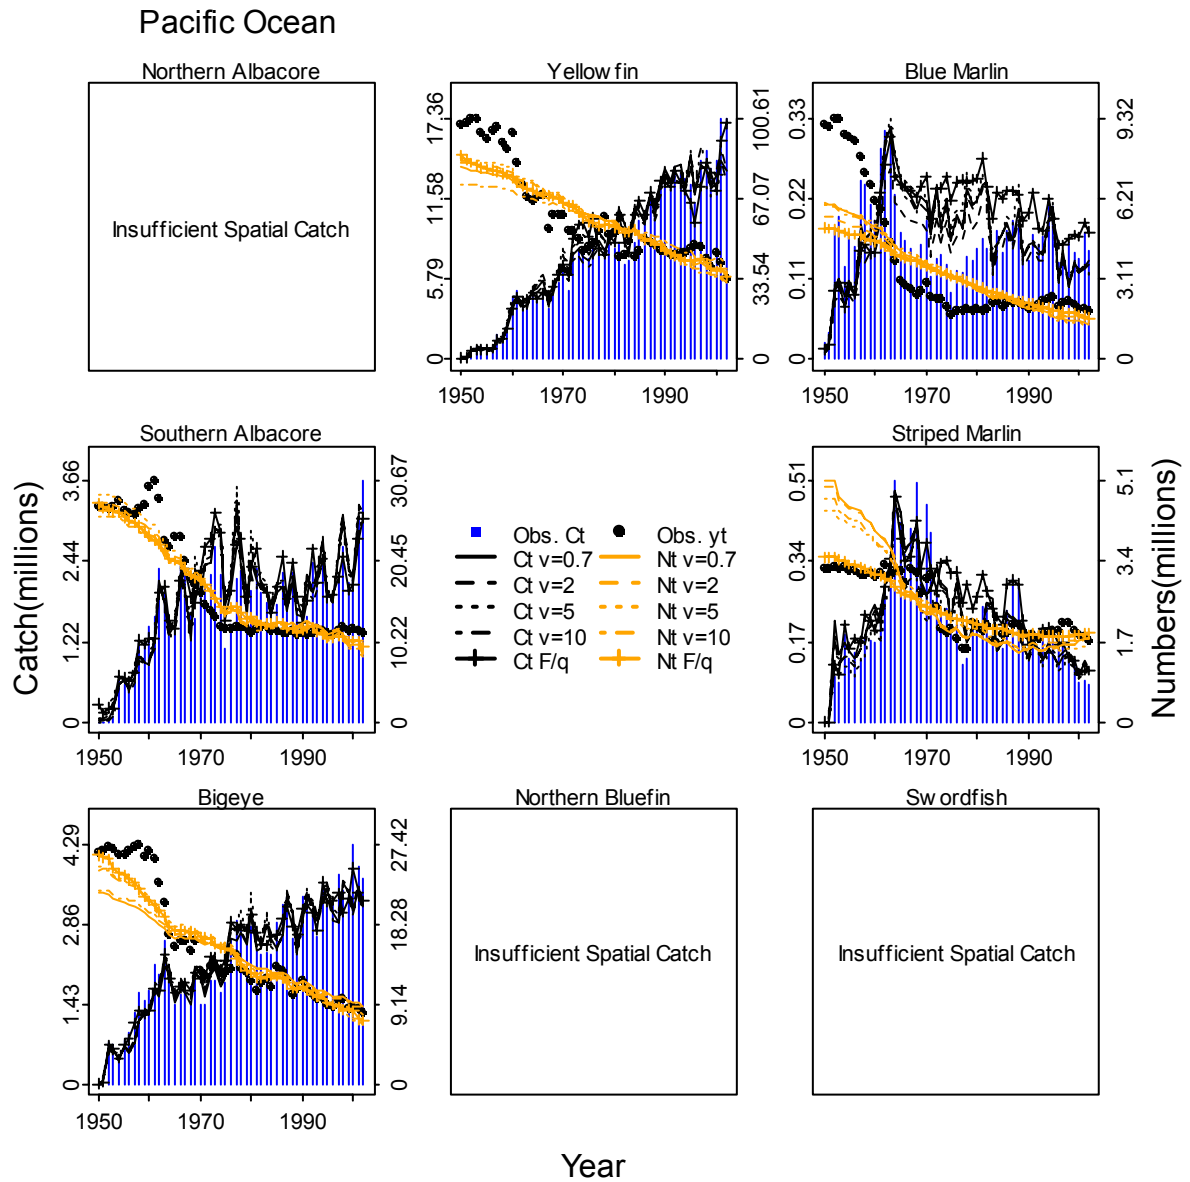 Pacific Ocean
Northern Albacore
Insufficient Spatial Catch
Yellowfin
0 5.79 11.58 17.36
0 33.54 67.07 100.61
1950 1970 1990
Blue Marlin
0 0.11 0.22 0.33
0 3.11 6.21 9.32
1950 1970 1990
Southern Albacore
0 1.22 2.44 3.66
0 10.22 20.45 30.67
1950 1970 1990
Obs. Ct Obs. yt
Ct v=0.7 Nt v=0.7
Ct v=2 Nt v=2
Ct v=5 Nt v=5
Ct v=10 Nt v=10
Ct F/q Nt F/q
Striped Marlin
0 0.17 0.34 0.51
0 1.7 3.4 5.1
1950 1970 1990
Catch(millions)
Numbers(millions)
Bigeye
0 1.43 2.86 4.29
0 9.14 18.28 27.42
1950 1970 1990
Northern Bluefin
Insufficient Spatial Catch
Swordfish
Insufficient Spatial Catch
Year